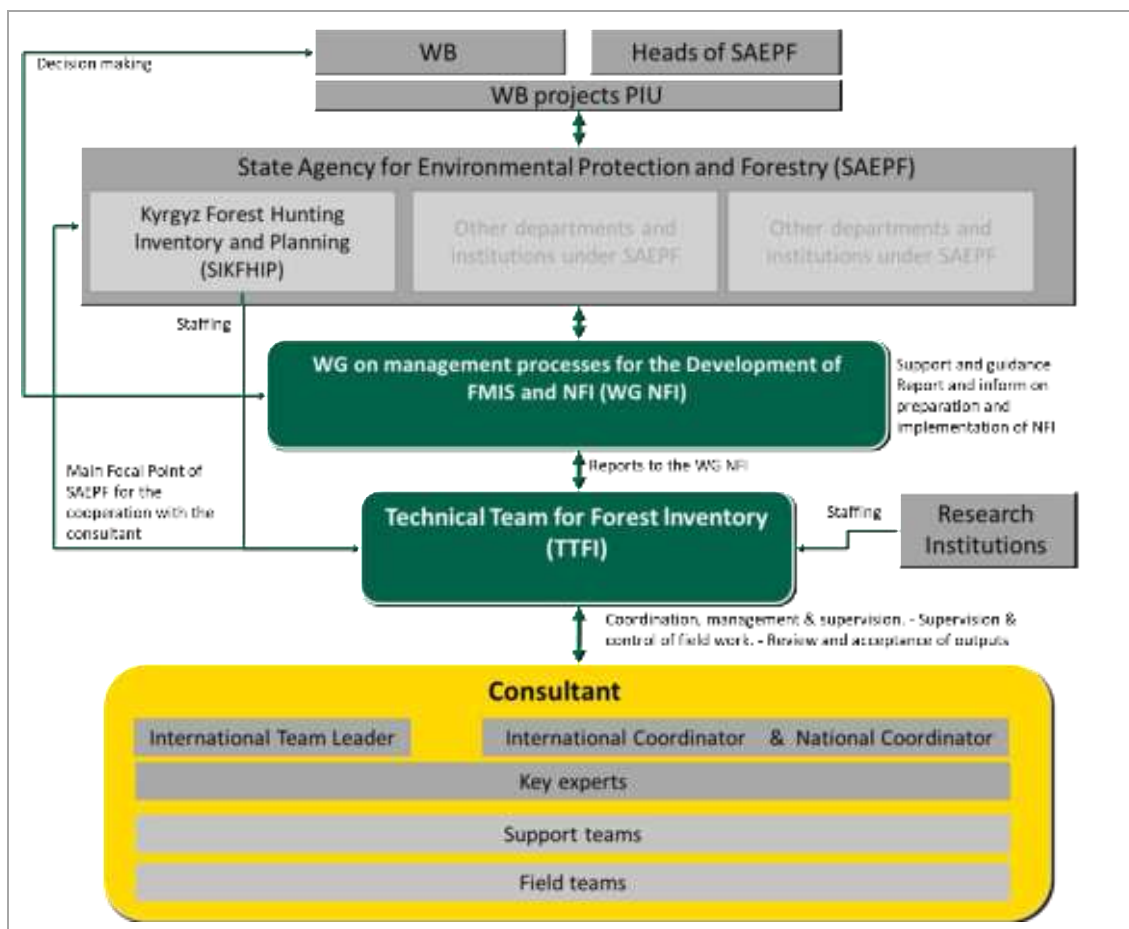 WB
Heads of SAEPF
Decision making
WB projects PIU
State Agency for Environmental Protection and Forestry (SAEPF)
Kyrgyz Forest Hunting
Inventory and Planning
(SIKFHIP)
Other departments and
institutions under SAEPF
Other departments and
institutions under SAEPF
Staffing
WG on management processes for the Development of
FMIS and NFI (WG NFI)
Support and guidance
Report and inform on
preparation and
implementation of NFI
Main Focal Point of
SAEPF for the
cooperation with the
consultant
Reports to the WG NFI
Technical Team for Forest Inventory
(TTFI)
Staffing
Research
Institutions
Coordination, management & supervision. - Supervision &
control of field work. - Review and acceptance of outputs
Consultant
International Team Leader
International Coordinator & National Coordinator
Key experts
Support teams
Field teams